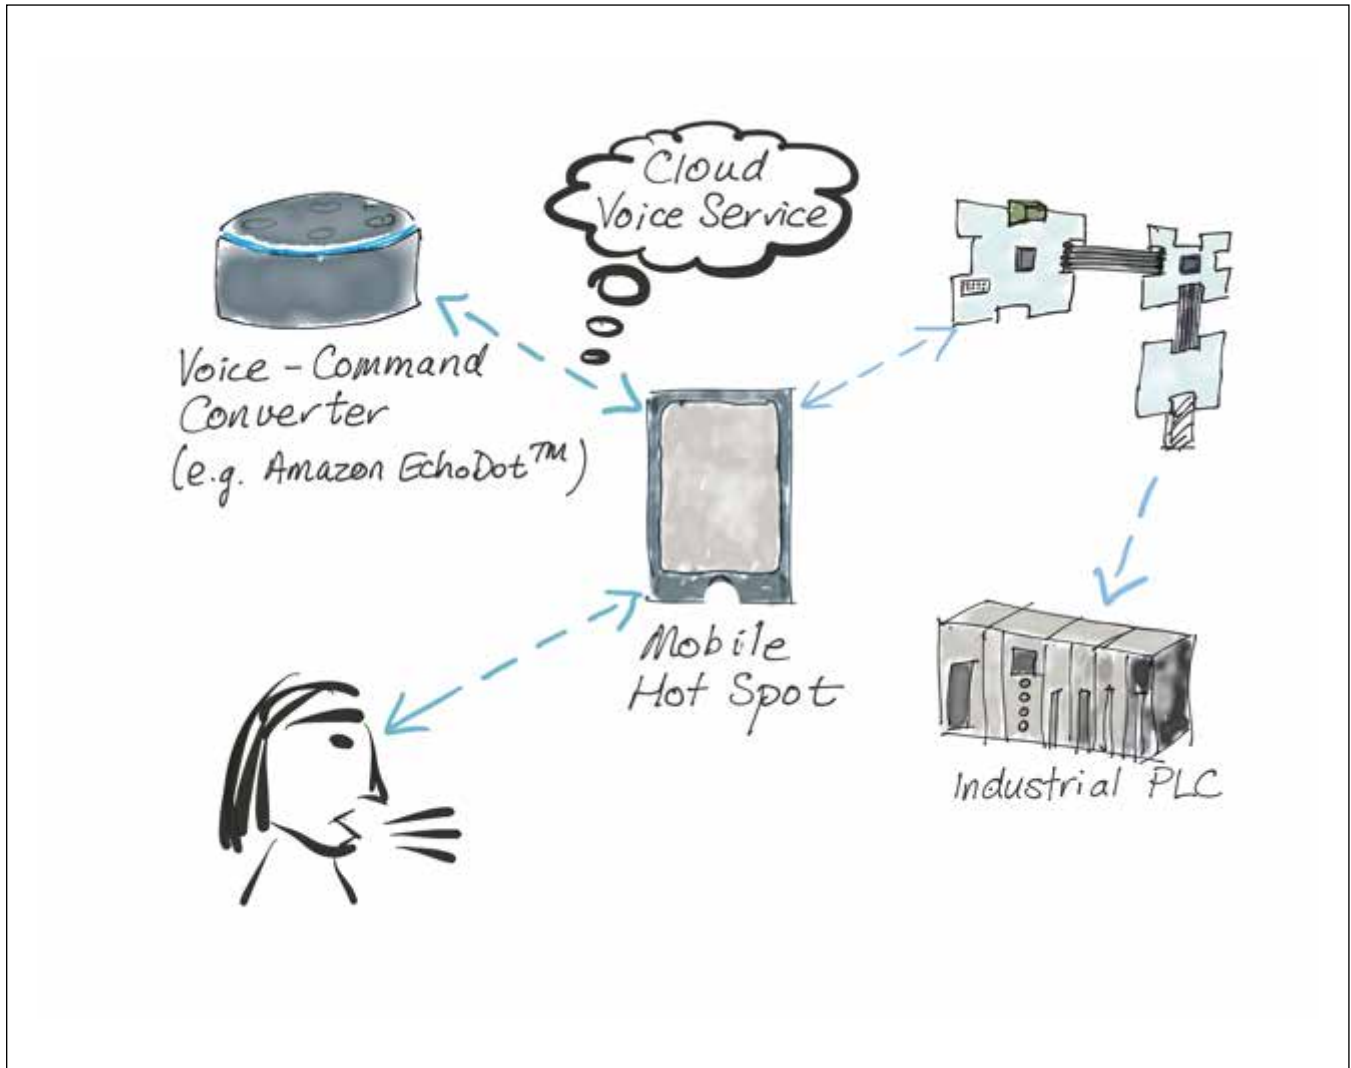 Cloud
Voice Service
Voice-Command
Converter
(e.g. Amazon EchoDot™)
Mobile
Hot Spot
Industrial PLC